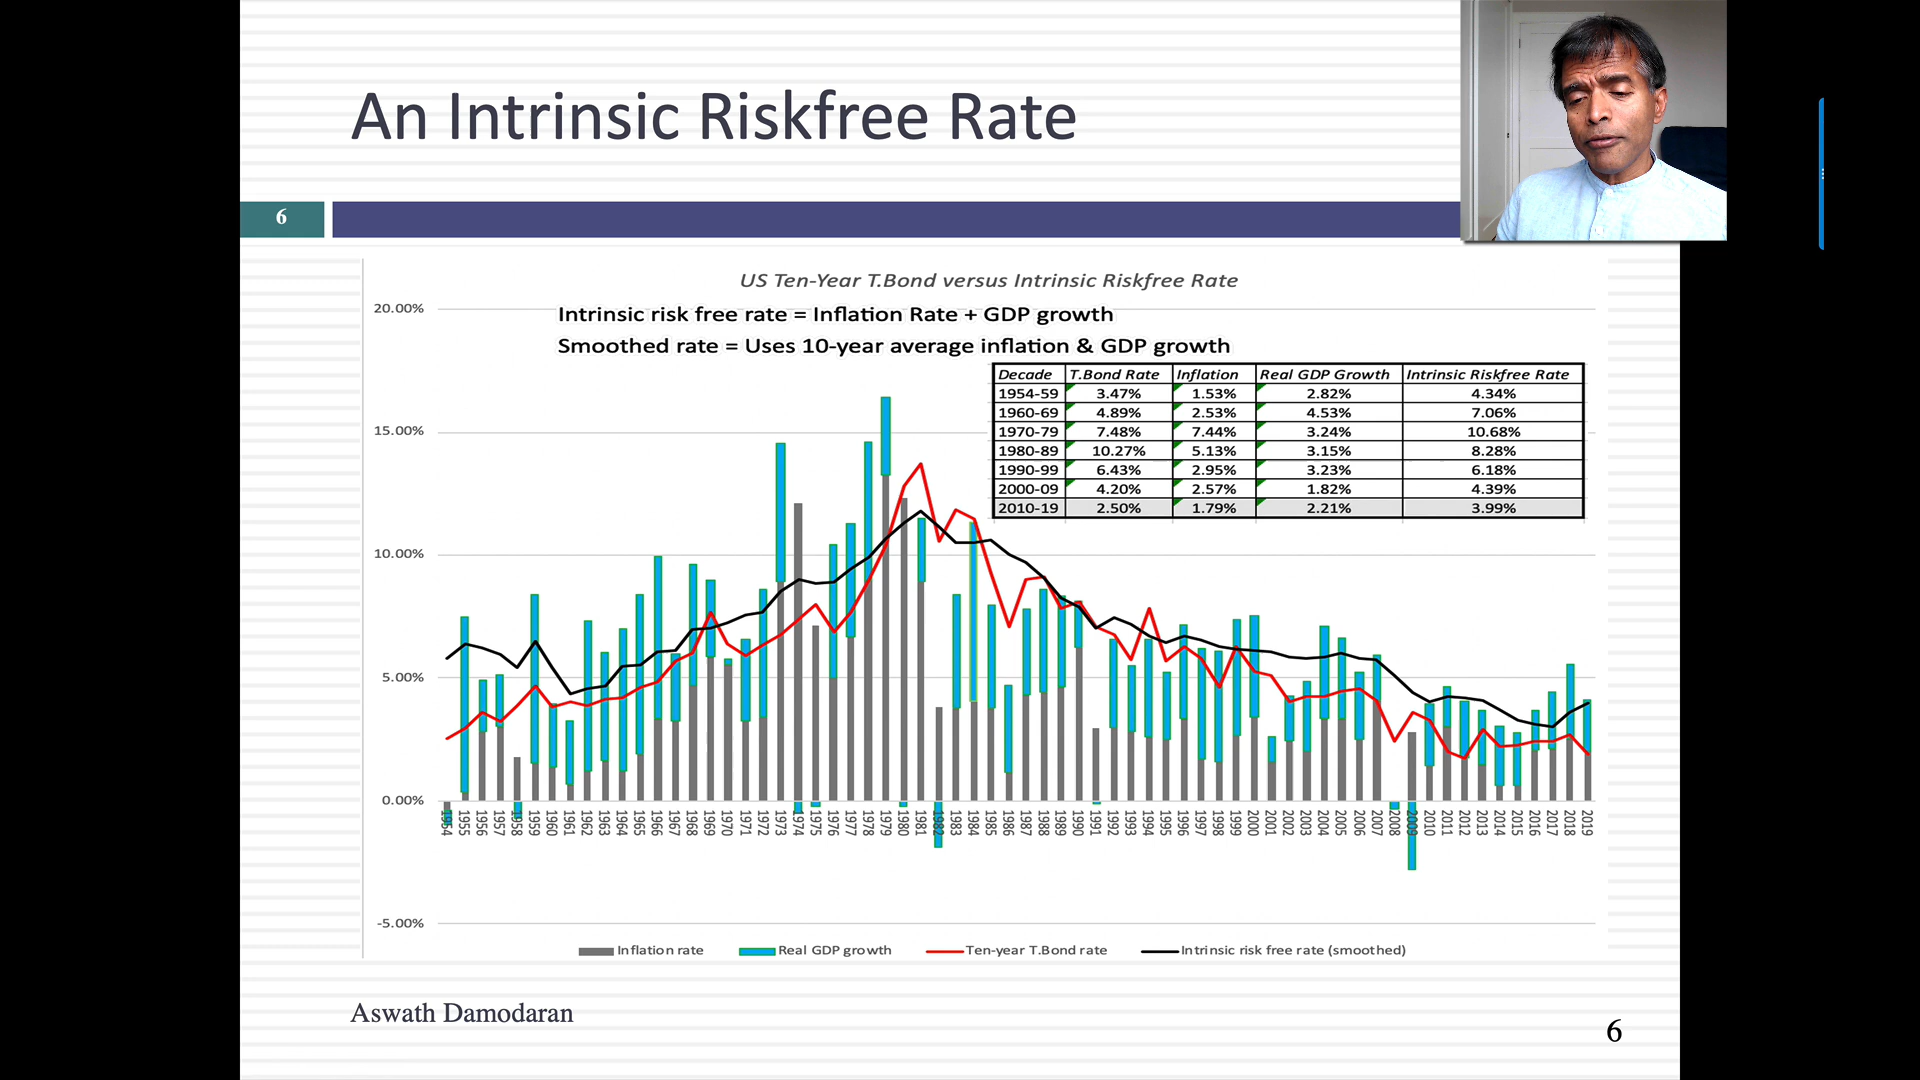 An Intrinsic Riskfree Rate
6
US Ten-Year T.Bond versus Intrinsic Riskfree Rate
Intrinsic risk free rate = Inflation Rate + GDP growth
Smoothed rate = Uses 10-year average inflation & GDP growth
20.00%
15.00%
10.00%
5.00%
0.00%
-5.00%
Decade T.Bond Rate Inflation Real GDP Growth Intrinsic Riskfree Rate
1954-59 3.47% 1.53% 2.82% 4.34%
1960-69 4.89% 2.53% 4.53% 7.06%
1970-79 7.48% 7.44% 3.24% 10.68%
1980-89 10.27% 5.13% 3.15% 8.28%
1990-99 6.43% 2.95% 3.23% 6.18%
2000-09 4.20% 2.57% 1.82% 4.39%
2010-19 2.50% 1.79% 2.21% 3.99%
1954 1955 1956 1957 1958 1959 1960 1961 1962 1963 1964 1965 1966 1967 1968 1969 1970 1971 1972 1973 1974 1975 1976 1977 1978 1979 1980 1981 1982 1983 1984 1985 1986 1987 1988 1989 1990 1991 1992 1993 1994 1995 1996 1997 1998 1999 2000 2001 2002 2003 2004 2005 2006 2007 2008 2009 2010 2011 2012 2013 2014 2015 2016 2017 2018 2019
Inflation rate Real GDP growth Ten-year T.Bond rate Intrinsic risk free rate (smoothed)
Aswath Damodaran
6